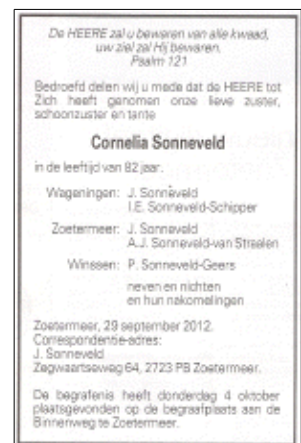 De HEERE zal u bewaren van alle kwaad,
uw ziel zal Hij bewaren.
Psalm 121
Bedroefd delen wij u mede dat de HEERE tot
Zich heeft genomen onze lieve zuster,
schoonzuster en tante
Cornelia Sonneveld
in de leeftijd van 82 jaar.
Wageningen: J. Sonneveld
I.E. Sonneveld-Schipper
Zoetermeer: J. Sonneveld
A.J. Sonneveld-van Straelen
Winssen: P. Sonneveld-Geers
neven en nichten
en hun nakomelingen
Zoetermeer, 29 september 2012.
Correspondentie-adres:
J. Sonneveld
Zegwaartseweg 64, 2723 PB Zoetermeer.
De begrafenis heeft donderdag 4 oktober
plaatsgevonden op de begraafplaats aan de
Binnenweg te Zoetermeer.